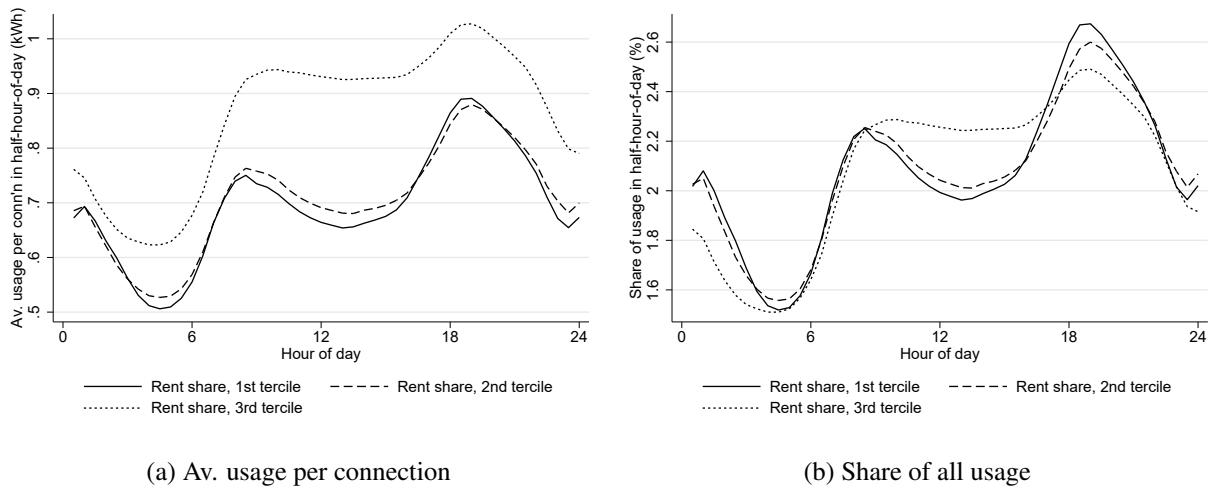 Av. usage per conn'n in half-hour-of-day (kWh)
1
.9
.8
.7
.6
.5
0 6 12 18 24
Hour of day
Rent share, 1st tercile Rent share, 2nd tercile
Rent share, 3rd tercile
(a) Av. usage per connection
Share of usage in half-hour-of-day (%)
2.6
2.4
2.2
2
1.8
1.6
0 6 12 18 24
Hour of day
Rent share, 1st tercile Rent share, 2nd tercile
Rent share, 3rd tercile
(b) Share of all usage